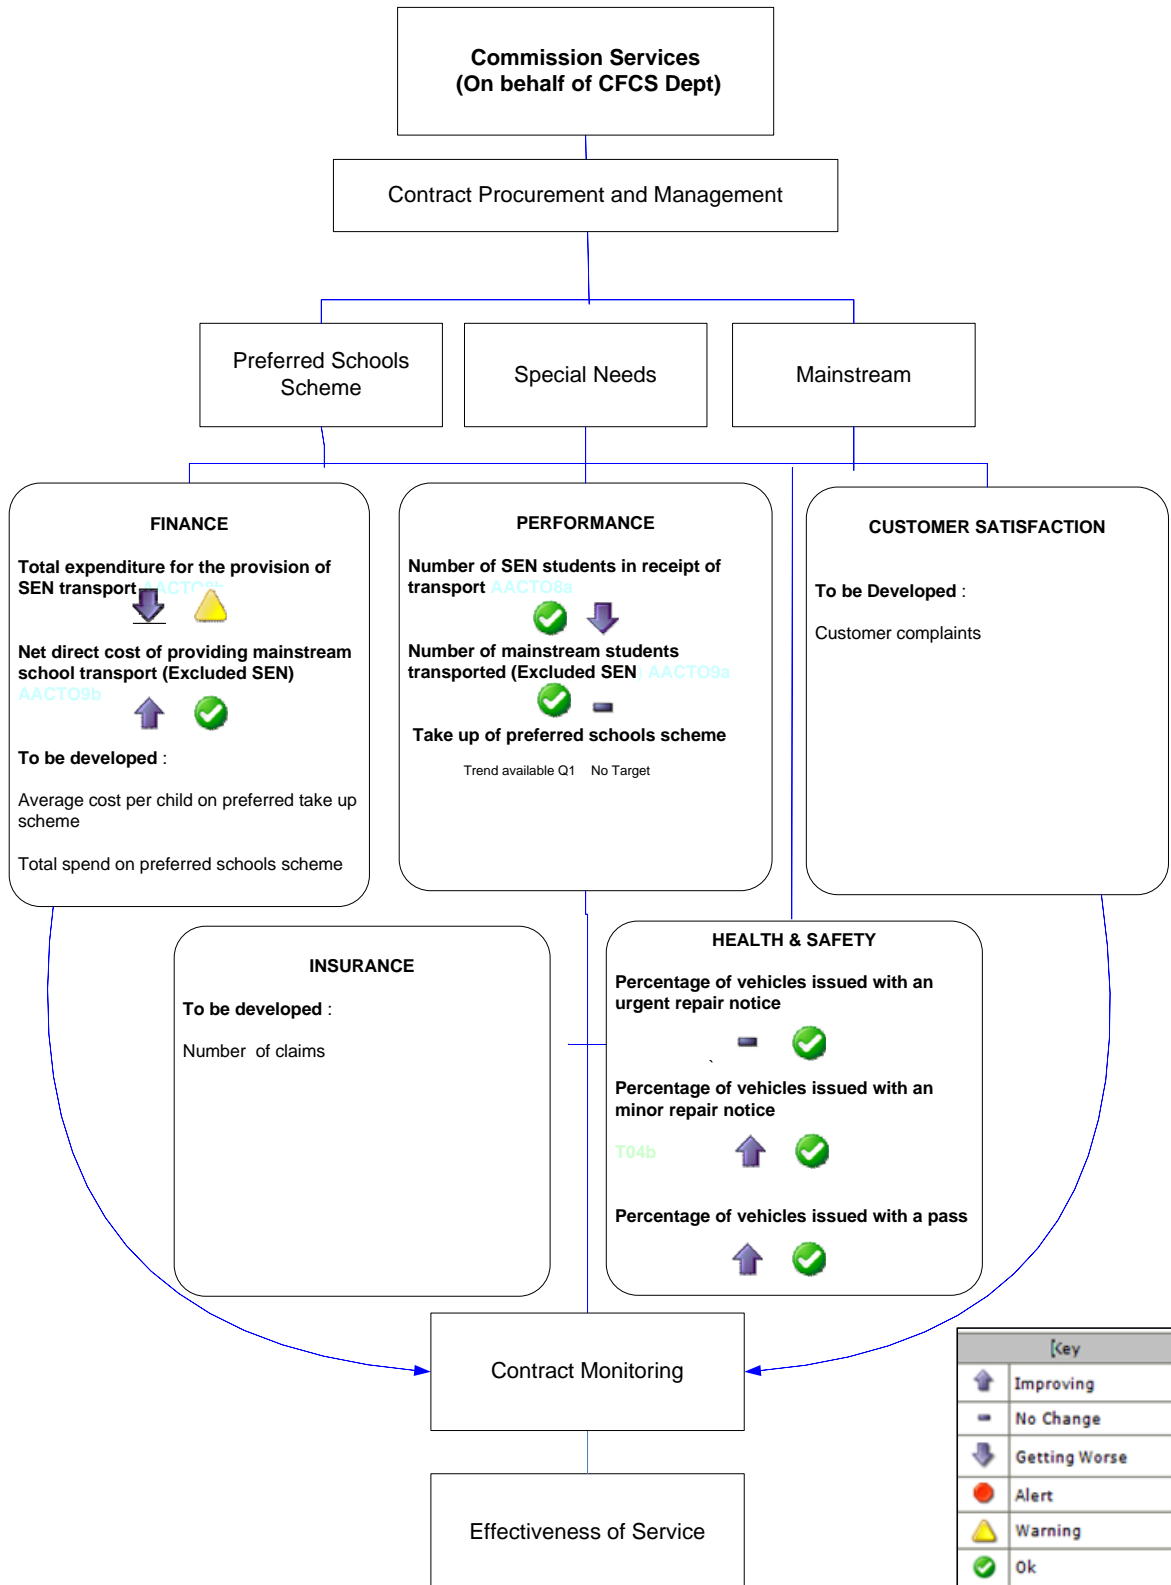 Commission Services
(On behalf of CFCS Dept)
Contract Procurement and Management
Preferred Schools
Scheme
Special Needs
Mainstream
FINANCE
Total expenditure for the provision of
SEN transport AACTO8b
Net direct cost of providing mainstream
school transport (Excluded SEN)
AACTO9b
To be developed :
Average cost per child on preferred take up
scheme
Total spend on preferred schools scheme
PERFORMANCE
Number of SEN students in receipt of
transport AACTO8a
Number of mainstream students
transported (Excluded SEN) AACTO9a
Take up of preferred schools scheme
Trend available Q1 No Target
CUSTOMER SATISFACTION
To be Developed :
Customer complaints
INSURANCE
To be developed :
Number of claims
HEALTH & SAFETY
Percentage of vehicles issued with an
urgent repair notice
`
Percentage of vehicles issued with an
minor repair notice
T04b
Percentage of vehicles issued with a pass
Contract Monitoring
Effectiveness of Service
Key
Improving
No Change
Getting Worse
Alert
Warning
Ok